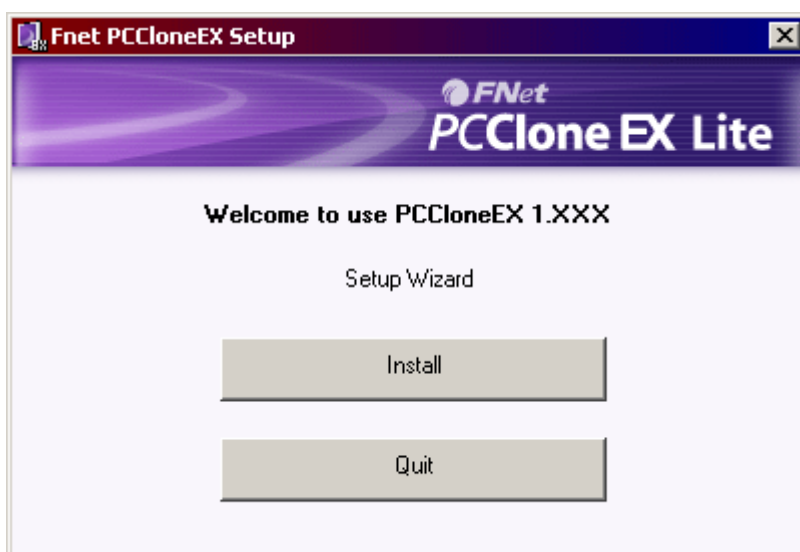 Fnet PCCloneEX Setup
FNet
PCClone EX Lite
Welcome to use PCCloneEX 1.XXX
Setup Wizard
Install
Quit